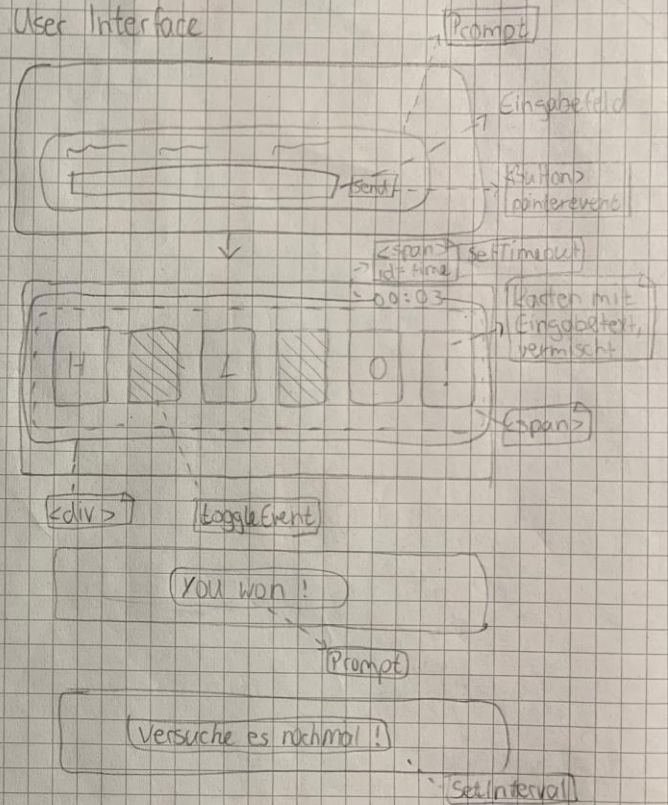 User Interface
Prompt
Eingabefeld
send
<button>
pointerevent
<span>
id=time
setTimeout
00:03
Karten mit
Eingabetext,
vermischt
H
L
O
!
<span>
<div>
toggleEvent
You won !
Prompt
Versuche es nochmal !
SetInterval